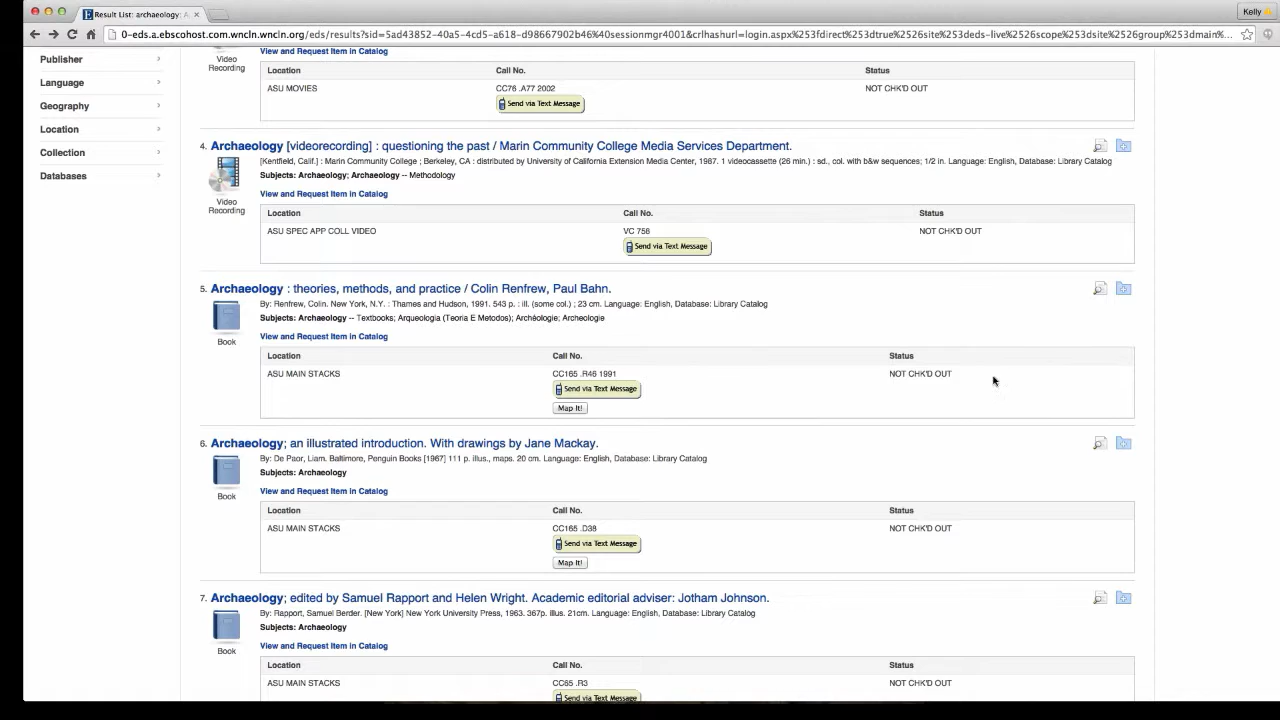 Result List: archaeology: A
Kelly
0-eds.a.ebscohost.com.wncln.wncln.org/eds/results?sid=5ad43852-40a5-4cd5-a618-d98667902b46%40sessionmgr4001&crlhashurl=login.aspx%253fdirect%253dtrue%2526site%253deds-live%2526scope%253dsite%2526group%253dmain%...
Publisher
Language
Geography
Location
Collection
Databases
Video
Recording
View and Request Item in Catalog
Location Call No. Status
ASU MOVIES CC76 .A77 2002 NOT CHK'D OUT
Send via Text Message
4. Archaeology [videorecording] : questioning the past / Marin Community College Media Services Department.
[Kentfield, Calif.] : Marin Community College ; Berkeley, CA : distributed by University of California Extension Media Center, 1987. 1 videocassette (26 min.) : sd., col. with b&w sequences; 1/2 in. Language: English, Database: Library Catalog
Subjects: Archaeology; Archaeology -- Methodology
Video
Recording
View and Request Item in Catalog
Location Call No. Status
ASU SPEC APP COLL VIDEO VC 758 NOT CHK'D OUT
Send via Text Message
5. Archaeology : theories, methods, and practice / Colin Renfrew, Paul Bahn.
By: Renfrew, Colin. New York, N.Y. : Thames and Hudson, 1991. 543 p. : ill. (some col.) ; 23 cm. Language: English, Database: Library Catalog
Subjects: Archaeology -- Textbooks; Arqueologia (Teoria E Metodos); Archéologie; Archeologie
Book
View and Request Item in Catalog
Location Call No. Status
ASU MAIN STACKS CC165 .R46 1991 NOT CHK'D OUT
Send via Text Message
Map It!
6. Archaeology; an illustrated introduction. With drawings by Jane Mackay.
By: De Paor, Liam. Baltimore, Penguin Books [1967] 111 p. illus., maps. 20 cm. Language: English, Database: Library Catalog
Subjects: Archaeology
Book
View and Request Item in Catalog
Location Call No. Status
ASU MAIN STACKS CC165 .D38 NOT CHK'D OUT
Send via Text Message
Map It!
7. Archaeology; edited by Samuel Rapport and Helen Wright. Academic editorial adviser: Jotham Johnson.
By: Rapport, Samuel Berder. [New York] New York University Press, 1963. 367p. illus. 21cm. Language: English, Database: Library Catalog
Subjects: Archaeology
Book
View and Request Item in Catalog
Location Call No. Status
ASU MAIN STACKS CC65 .R3 NOT CHK'D OUT
Send via Text Message